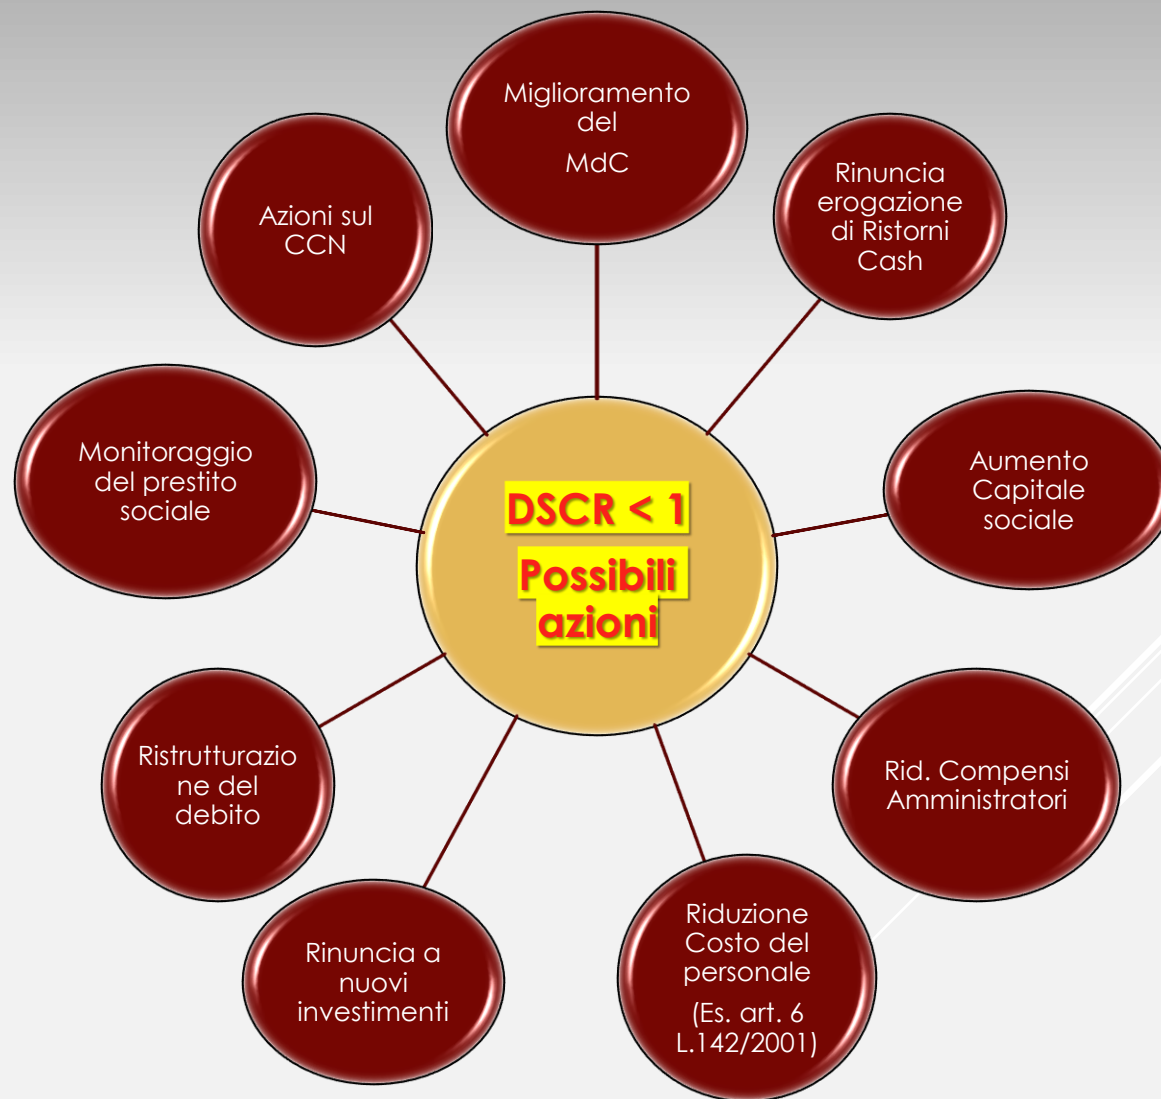 Miglioramento
del
MdC
Rinuncia
erogazione
di Ristorni
Cash
Aumento
Capitale
sociale
Rid. Compensi
Amministratori
Riduzione
Costo del
personale
(Es. art. 6
L.142/2001)
Rinuncia a
nuovi
investimenti
Ristrutturazio
ne del
debito
Monitoraggio
del prestito
sociale
Azioni sul
CCN
DSCR < 1
Possibili
azioni